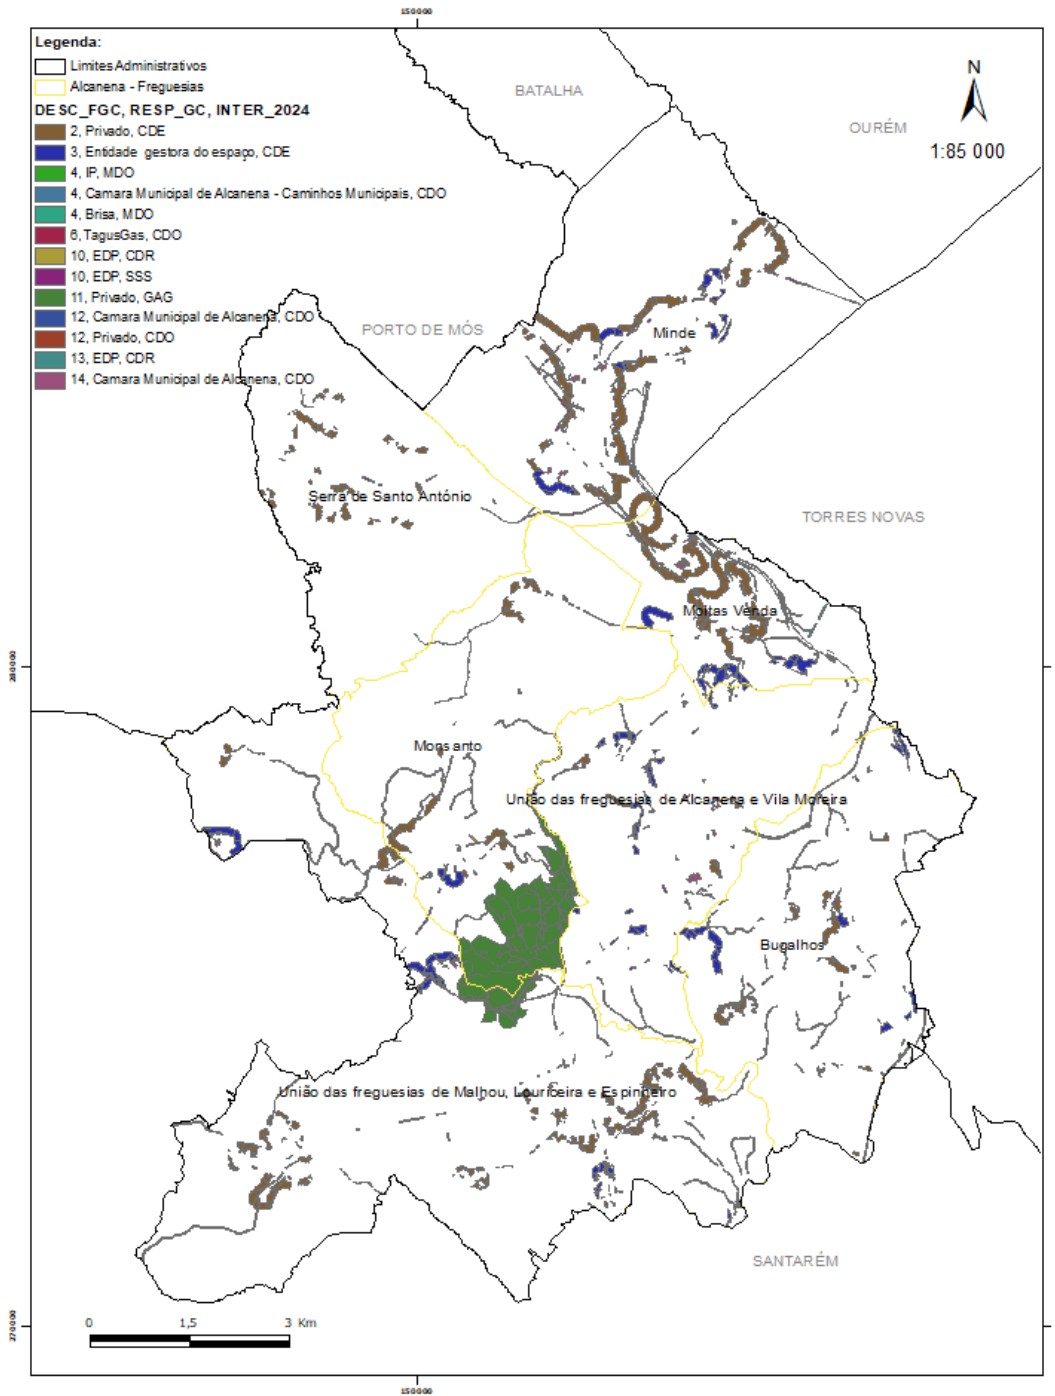 150000
Legenda:
Limites Administrativos
Alcanena - Freguesias
DESC_FGC, RESP_GC, INTER_2024
2, Privado, CDE
3, Entidade gestora do espaço, CDE
4, IP, MDO
4, Camara Municipal de Alcanena - Caminhos Municipais, CDO
4, Brisa, MDO
6, TagusGas, CDO
10, EDP, CDR
10, EDP, SSS
11, Privado, GAG
12, Camara Municipal de Alcanena, CDO
12, Privado, CDO
13, EDP, CDR
14, Camara Municipal de Alcanena, CDO
N
1:85 000
BATALHA
OURÉM
PORTO DE MÓS
Minde
Serra de Santo António
TORRES NOVAS
Moitas Venda
280000
280000
Monsanto
União das freguesias de Alcanena e Vila Moreira
Bugalhos
União das freguesias de Malhou, Louriceira e Espinheiro
SANTARÉM
0 1,5 3 Km
270000
150000